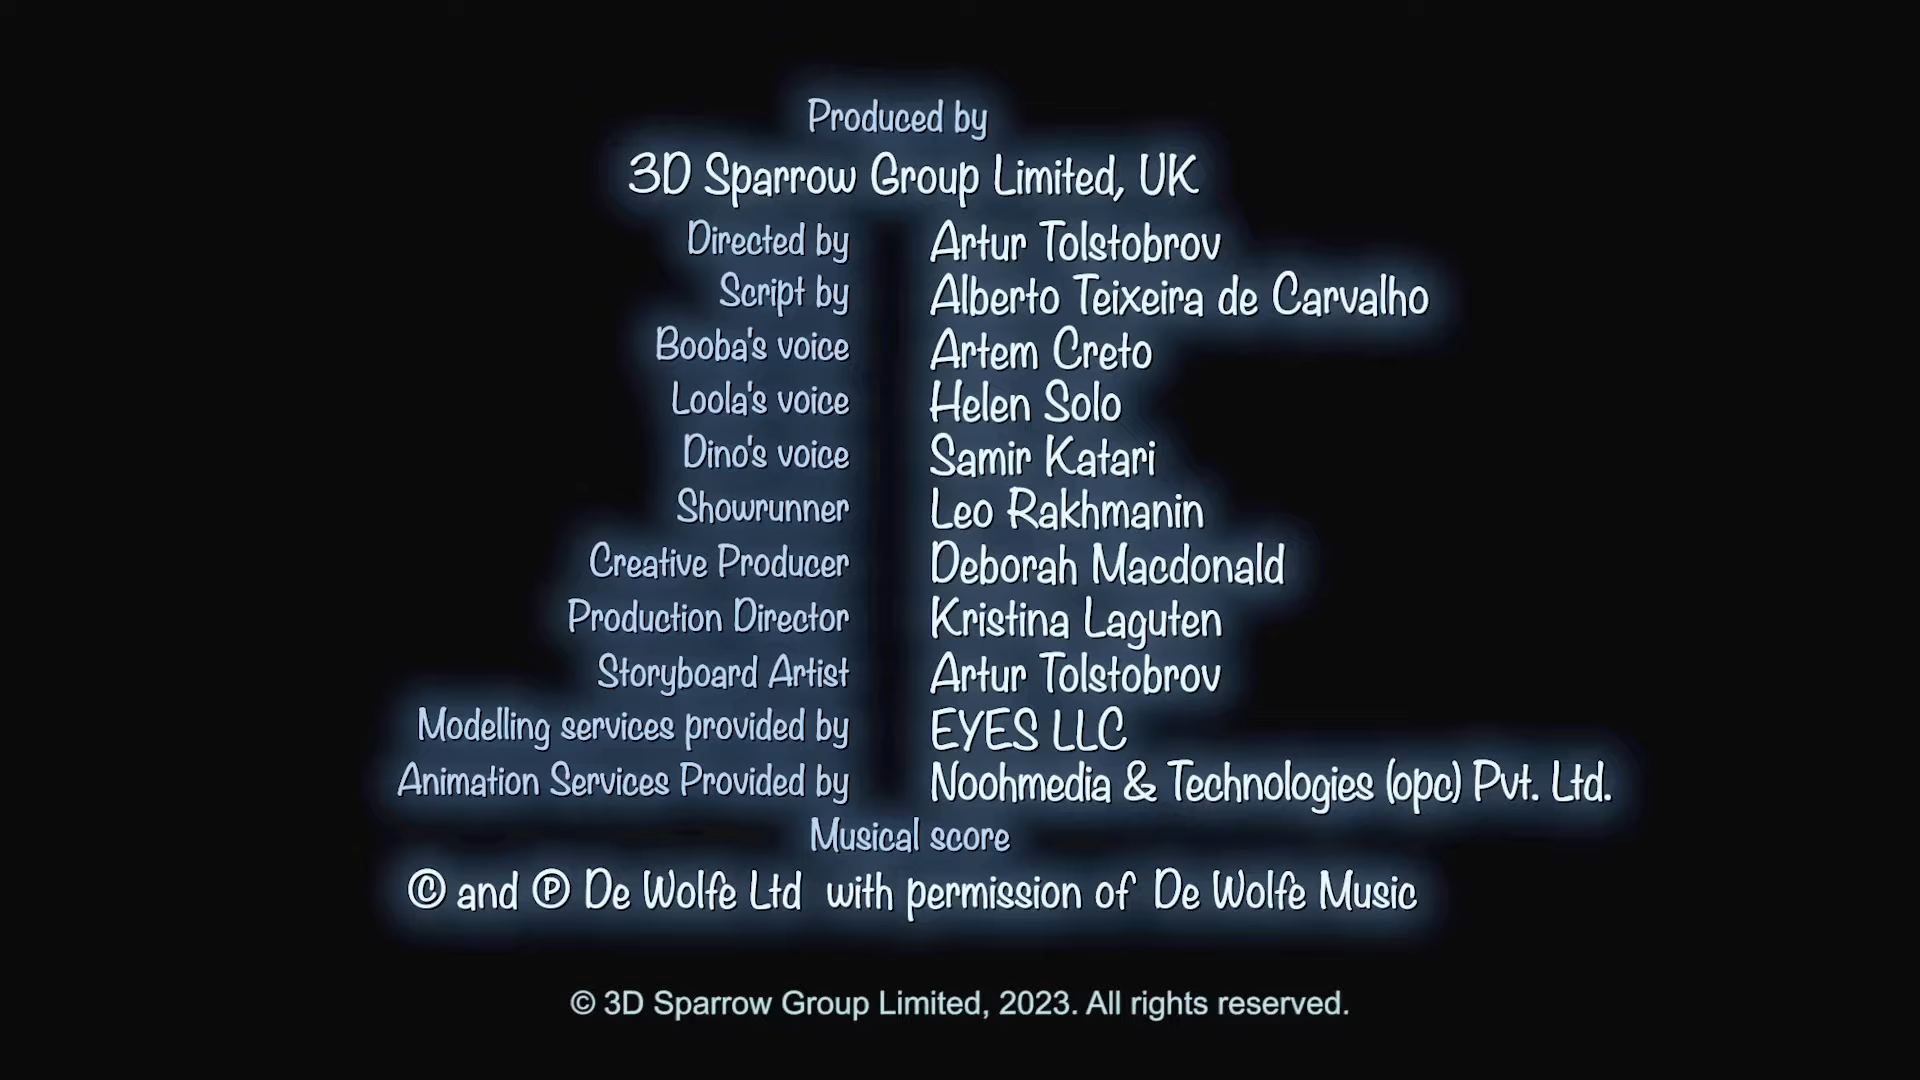 Produced by
3D Sparrow Group Limited, UK
Directed by Artur Tolstobrov
Script by Alberto Teixeira de Carvalho
Booba's voice Artem Creto
Loola's voice Helen Solo
Dino's voice Samir Katari
Showrunner Leo Rakhmanin
Creative Producer Deborah Macdonald
Production Director Kristina Laguten
Storyboard Artist Artur Tolstobrov
Modelling services provided by EYES LLC
Animation Services Provided by Noohmedia & Technologies (opc) Pvt. Ltd.
Musical score
© and ℗ De Wolfe Ltd with permission of De Wolfe Music
© 3D Sparrow Group Limited, 2023. All rights reserved.